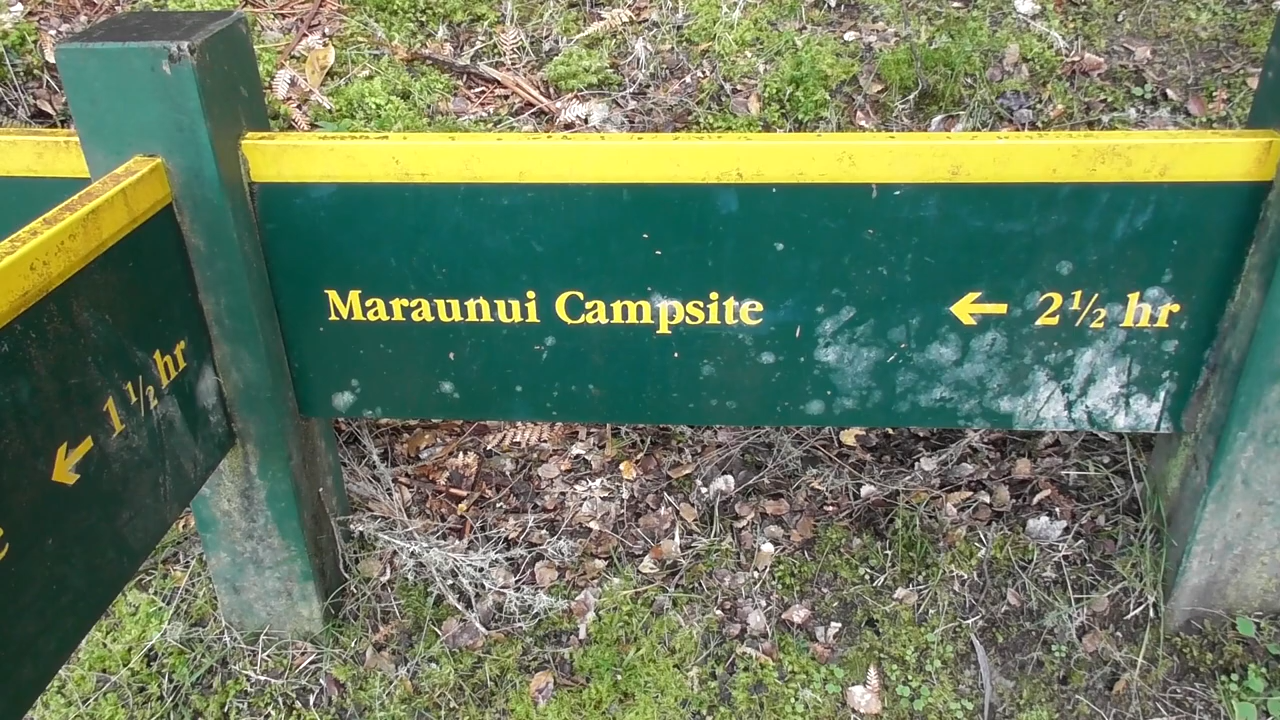 Maraunui Campsite ← 2½ hr
← 1½ hr